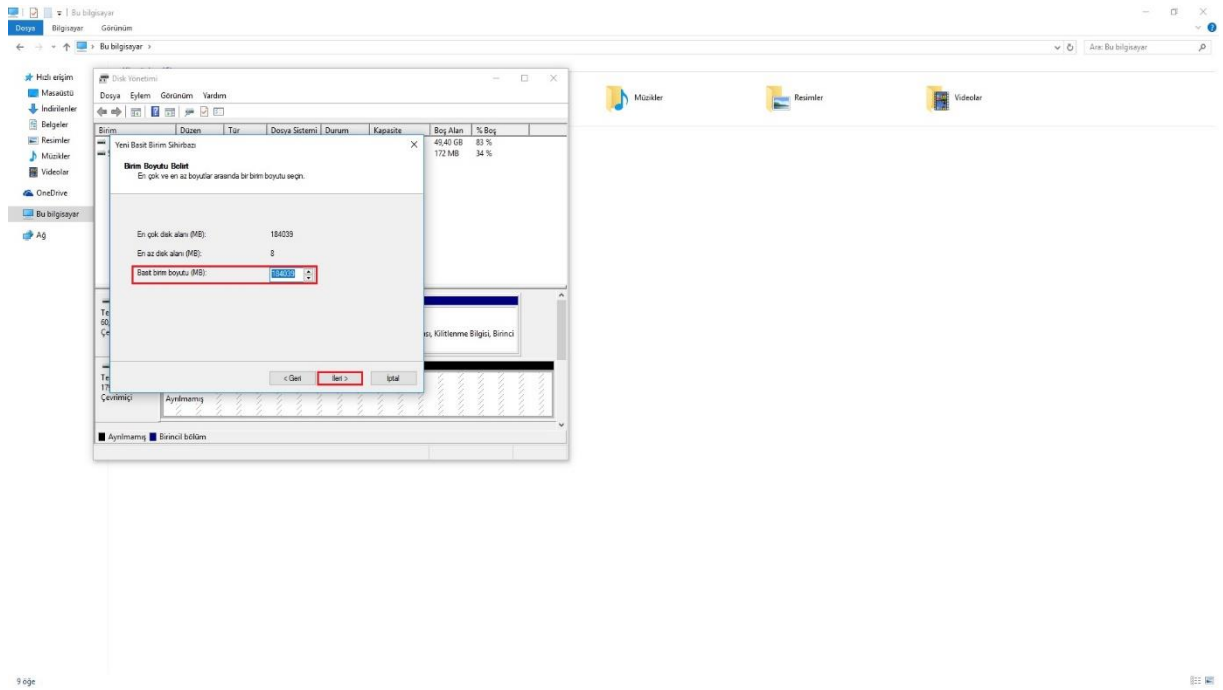 Bu bilgisayar
Dosya Bilgisayar Görünüm
Bu bilgisayar
Ara: Bu bilgisayar
Hızlı erişim
Masaüstü
İndirilenler
Belgeler
Resimler
Müzikler
Videolar
OneDrive
Bu bilgisayar
Ağ
Müzikler
Resimler
Videolar
Disk Yönetimi
Dosya Eylem Görünüm Yardım
Birim Düzen Tür Dosya Sistemi Durum Kapasite Boş Alan % Boş
49,40 GB 83 %
172 MB 34 %
Yeni Basit Birim Sihirbazı
Birim Boyutu Belirt
En çok ve en az boyutlar arasında bir birim boyutu seçin.
En çok disk alanı (MB): 184039
En az disk alanı (MB): 8
Basit birim boyutu (MB): 184039
< Geri İleri > İptal
Kilitlenme Bilgisi, Birinci
Çevrimiçi
Ayrılmamış
Ayrılmamış Birincil bölüm
9 öğe